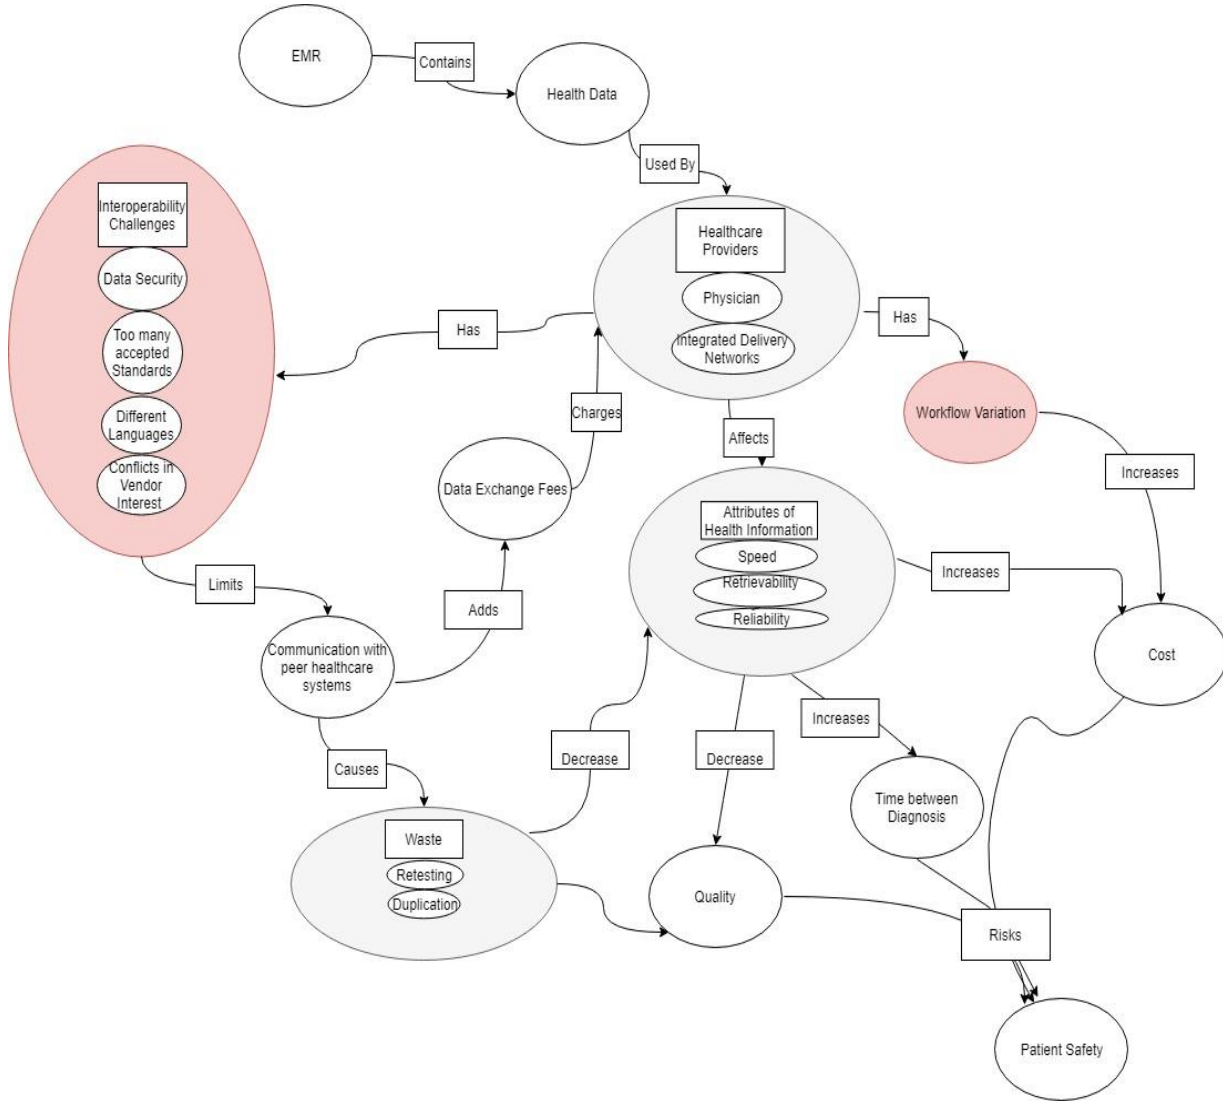 EMR
Contains
Health Data
Used By
Interoperability
Challenges
Data Security
Too many
accepted
Standards
Different
Languages
Conflicts in
Vendor
Interest
Healthcare
Providers
Physician
Integrated Delivery
Networks
Has
Has
Workflow Variation
Charges
Affects
Increases
Data Exchange Fees
Attributes of
Health Information
Speed
Retrievability
Reliability
Increases
Limits
Adds
Communication with
peer healthcare
systems
Cost
Increases
Decrease
Decrease
Causes
Time between
Diagnosis
Waste
Retesting
Duplication
Quality
Risks
Patient Safety